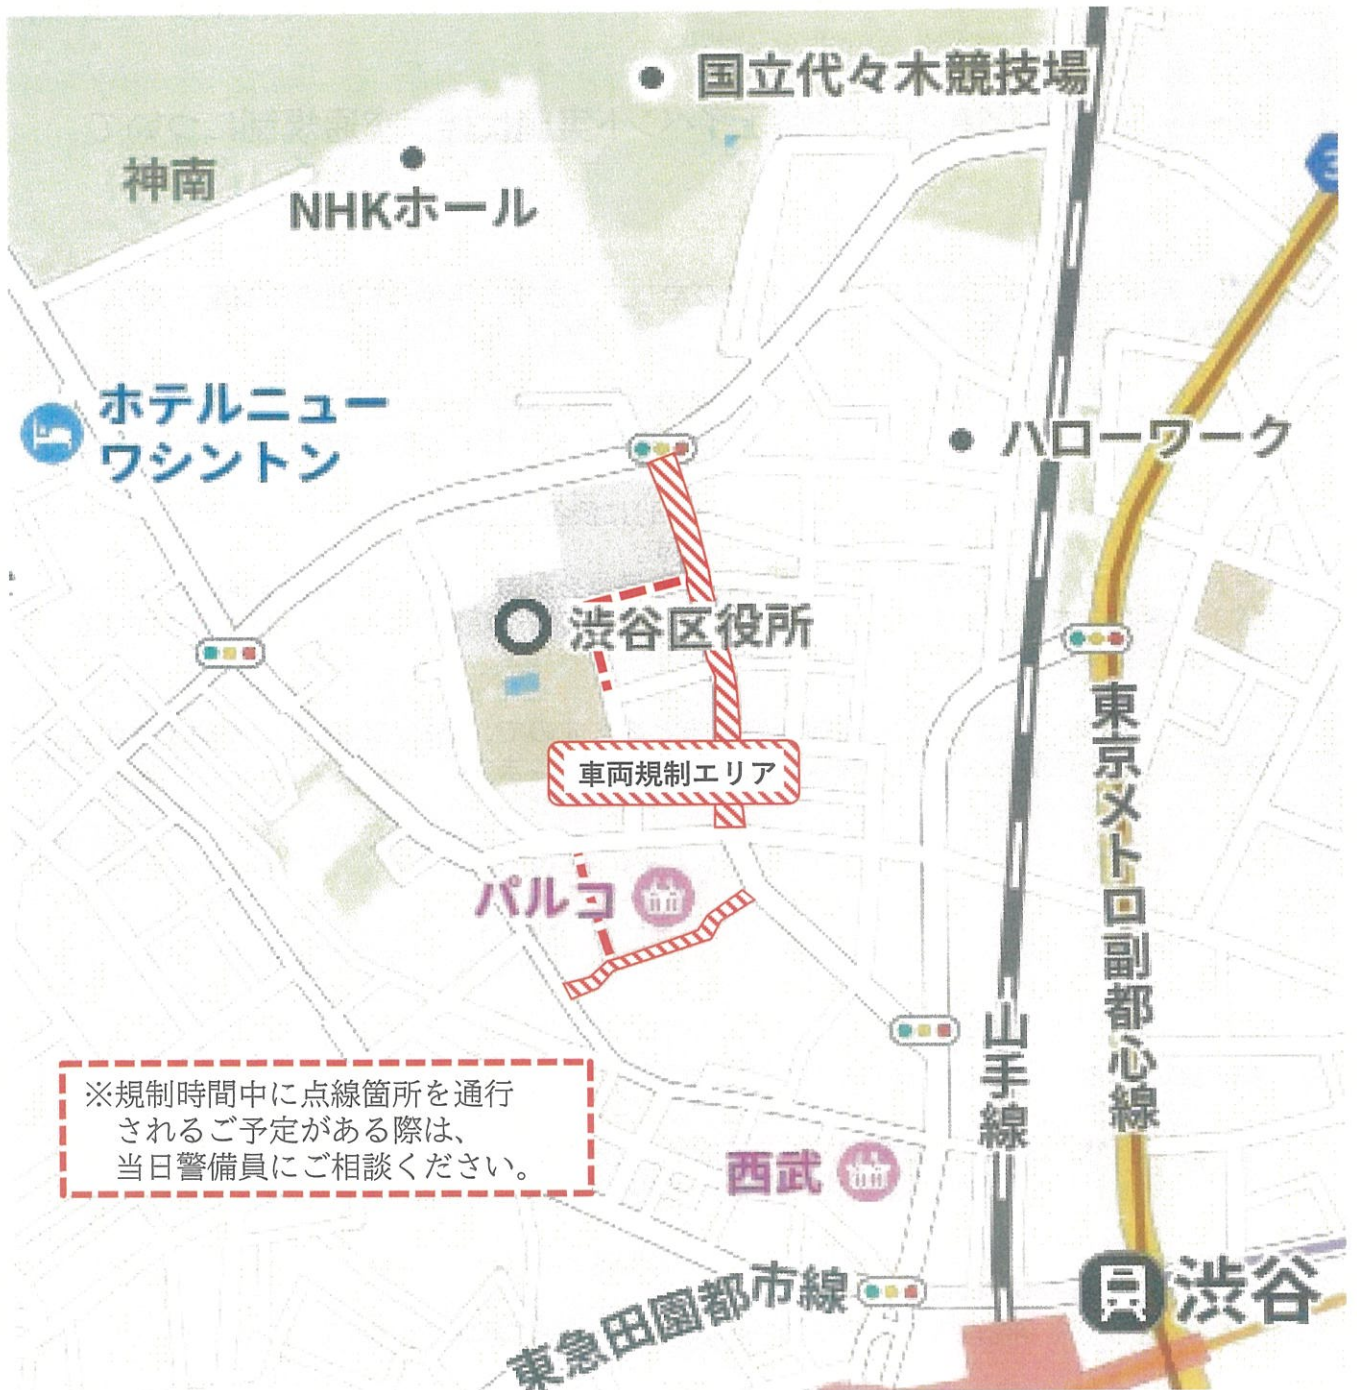 国立代々木競技場
神南
NHKホール
3
ホテルニュー
ワシントン
ハローワーク
渋谷区役所
車両規制エリア
東京メトロ副都心線
パルコ
山手線
※規制時間中に点線箇所を通行
されるご予定がある際は、
当日警備員にご相談ください。
西武
渋谷
東急田園都市線